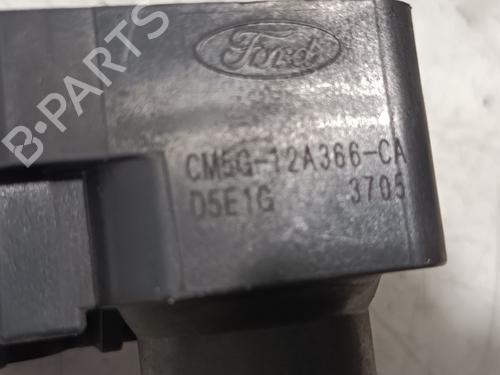 B-PARTS
Ford
CM5G-12A366-CA
D5E1G 3705